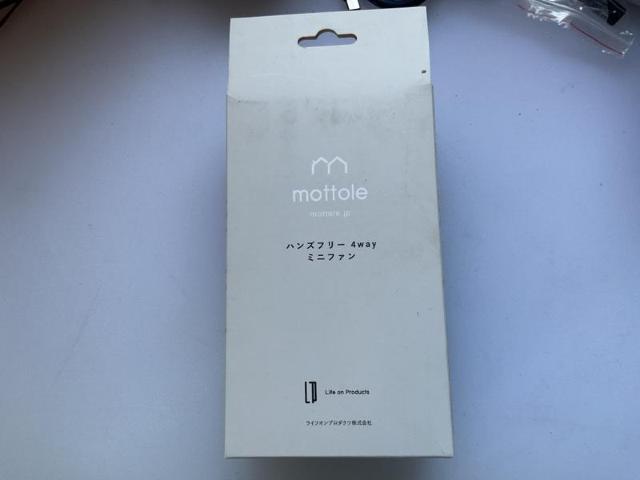 mottole
mottole.jp
ハンズフリー 4way
ミニファン
Life on Products
ライフオンプロダクツ株式会社